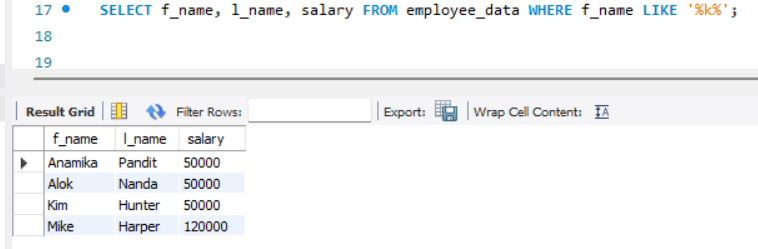 17 SELECT f_name, l_name, salary FROM employee_data WHERE f_name LIKE '%k%';
18
19
Result Grid Filter Rows: Export: Wrap Cell Content: IA
f_name l_name salary
Anamika Pandit 50000
Alok Nanda 50000
Kim Hunter 50000
Mike Harper 120000